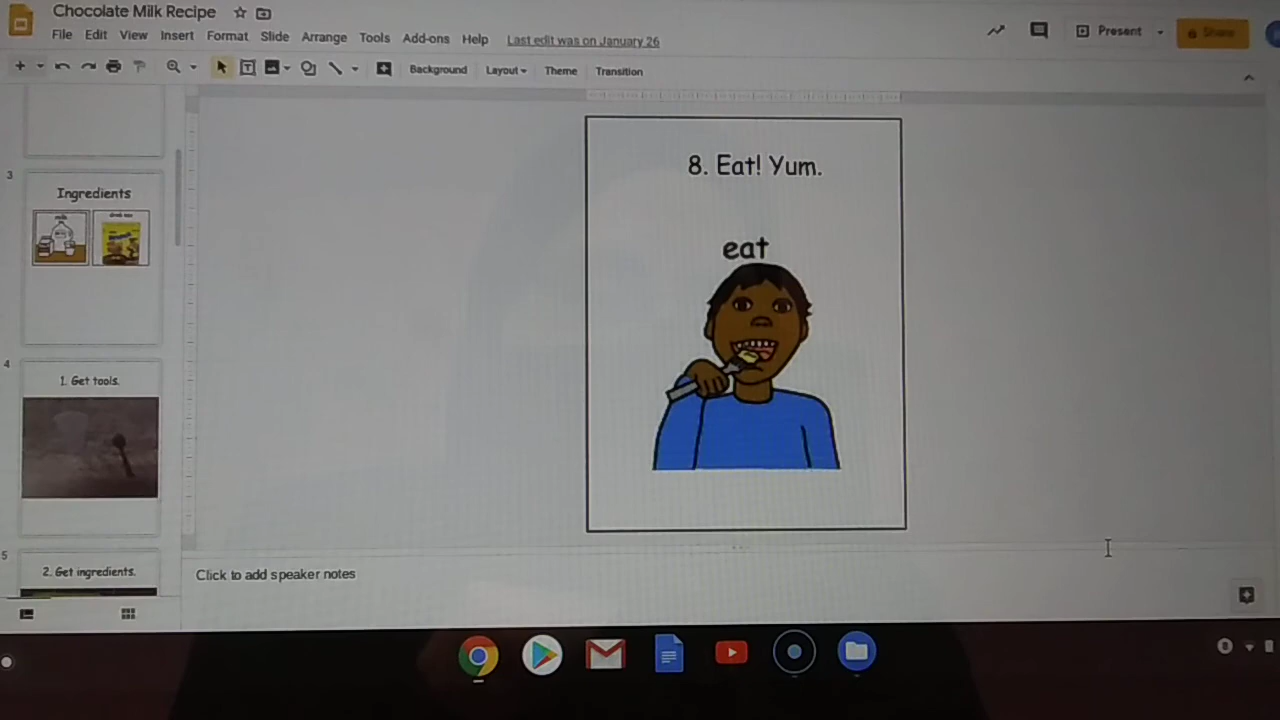 Chocolate Milk Recipe
File Edit View Insert Format Slide Arrange Tools Add-ons Help Last edit was on January 26
Present
Share
Background Layout Theme Transition
3
Ingredients
milk
4
1. Get tools.
5
2. Get ingredients.
8. Eat! Yum.
eat
Click to add speaker notes